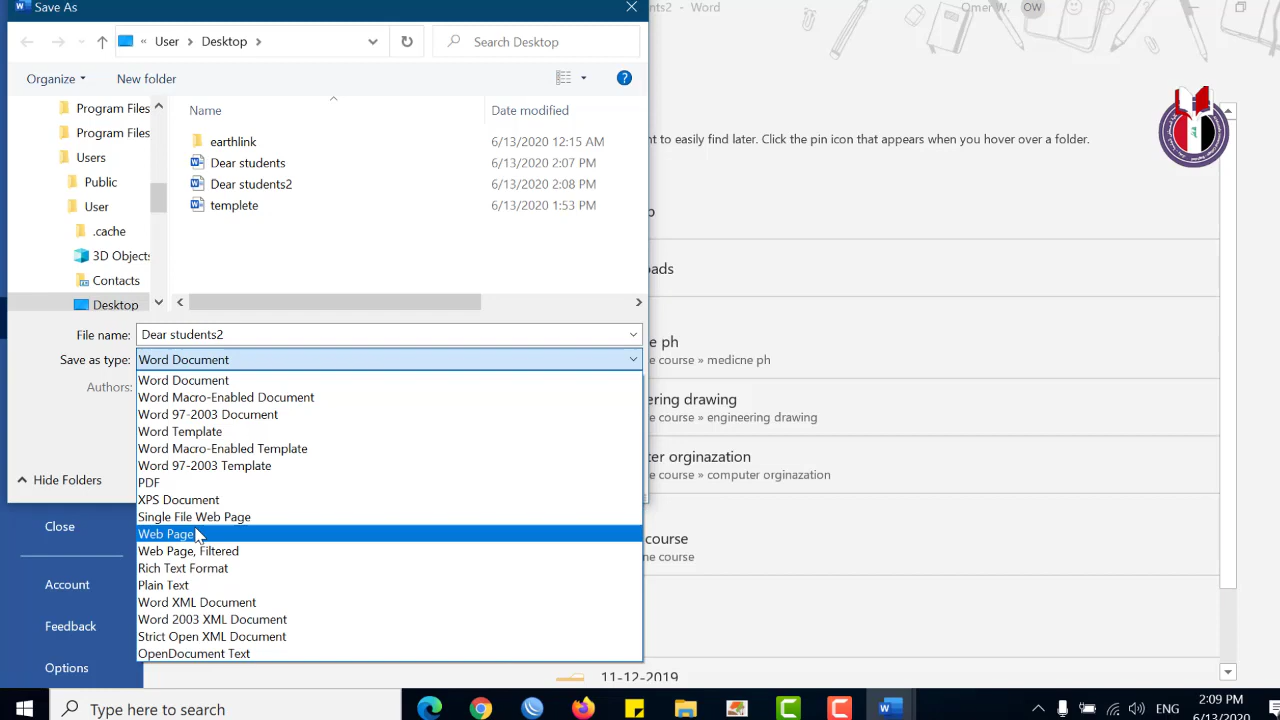 Save As
nts2 - Word
Omer W.
OW
« User > Desktop >
Search Desktop
Organize
New folder
?
Name
Date modified
Program Files
Program Files
Users
Public
User
.cache
3D Objects
Contacts
Desktop
earthlink 6/13/2020 12:15 AM
Dear students 6/13/2020 2:07 PM
Dear students2 6/13/2020 2:08 PM
templete 6/13/2020 1:53 PM
nt to easily find later. Click the pin icon that appears when you hover over a folder.
p
oads
e ph
e course » medicne ph
ering drawing
e course » engineering drawing
ter orginazation
e course » computer orginazation
course
ne course
11-12-2019
File name: Dear students2
Save as type: Word Document
Authors:
Word Document
Word Macro-Enabled Document
Word 97-2003 Document
Word Template
Word Macro-Enabled Template
Word 97-2003 Template
PDF
XPS Document
Single File Web Page
Web Page
Web Page, Filtered
Rich Text Format
Plain Text
Word XML Document
Word 2003 XML Document
Strict Open XML Document
OpenDocument Text
Hide Folders
Close
Account
Feedback
Options
Type here to search
ENG
2:09 PM
6/13/2020